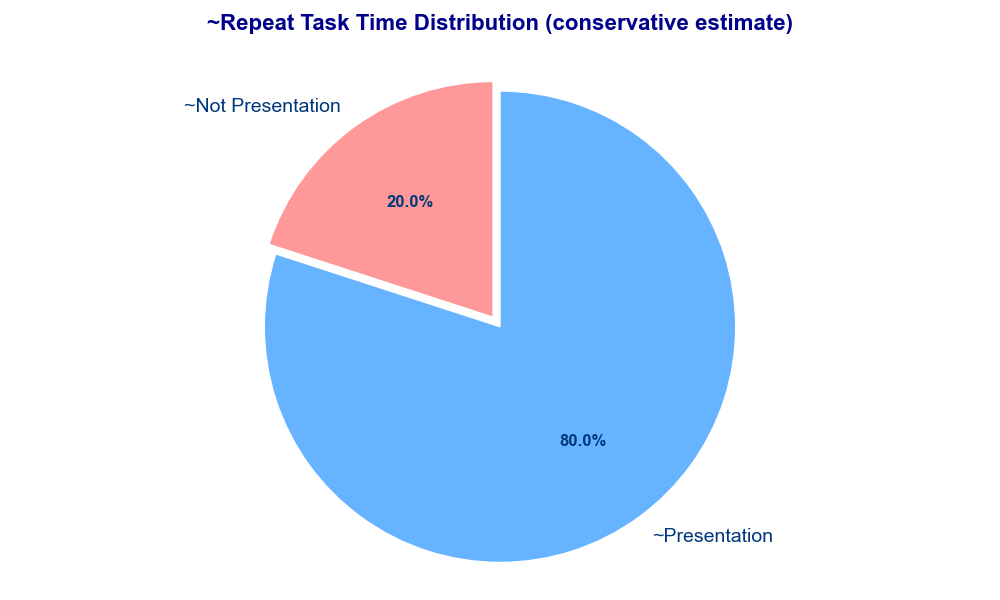 ~Repeat Task Time Distribution (conservative estimate)
~Not Presentation
20.0%
80.0%
~Presentation